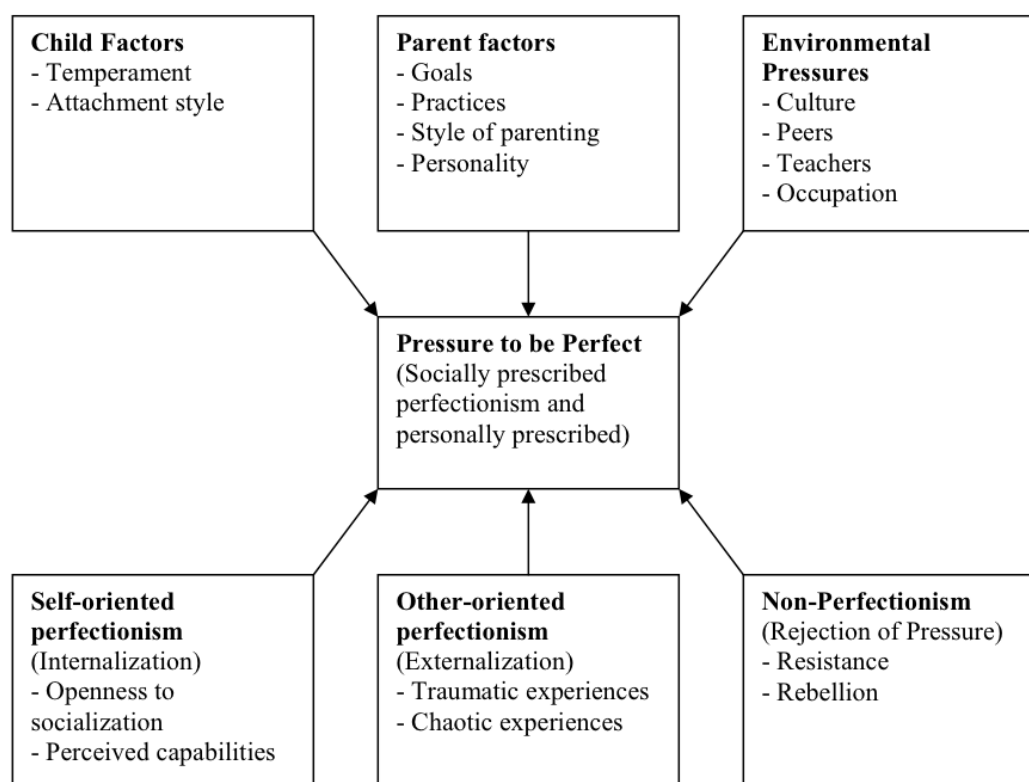 Child Factors
- Temperament
- Attachment style
Parent factors
- Goals
- Practices
- Style of parenting
- Personality
Environmental
Pressures
- Culture
- Peers
- Teachers
- Occupation
Pressure to be Perfect
(Socially prescribed
perfectionism and
personally prescribed)
Self-oriented
perfectionism
(Internalization)
- Openness to
socialization
- Perceived capabilities
Other-oriented
perfectionism
(Externalization)
- Traumatic experiences
- Chaotic experiences
Non-Perfectionism
(Rejection of Pressure)
- Resistance
- Rebellion